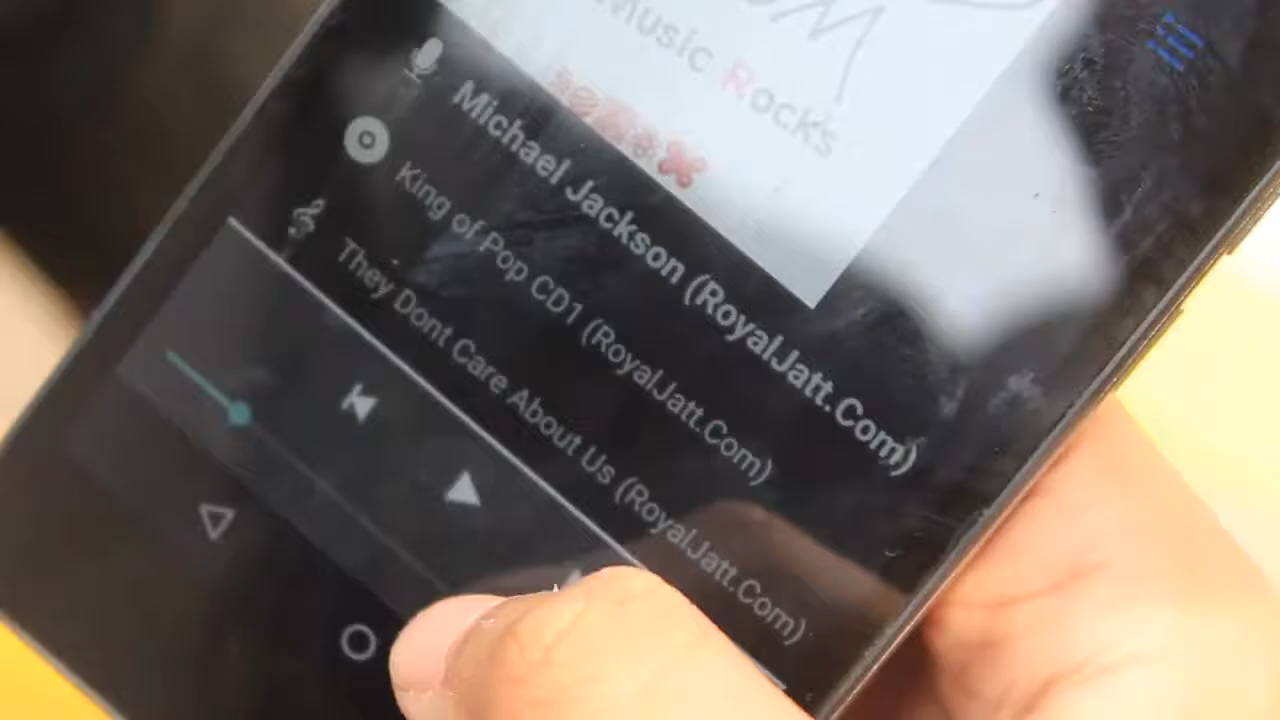 Music Rocks
Michael Jackson (RoyalJatt.Com)
King of Pop CD1 (RoyalJatt.Com)
They Dont Care About Us (RoyalJatt.Com)